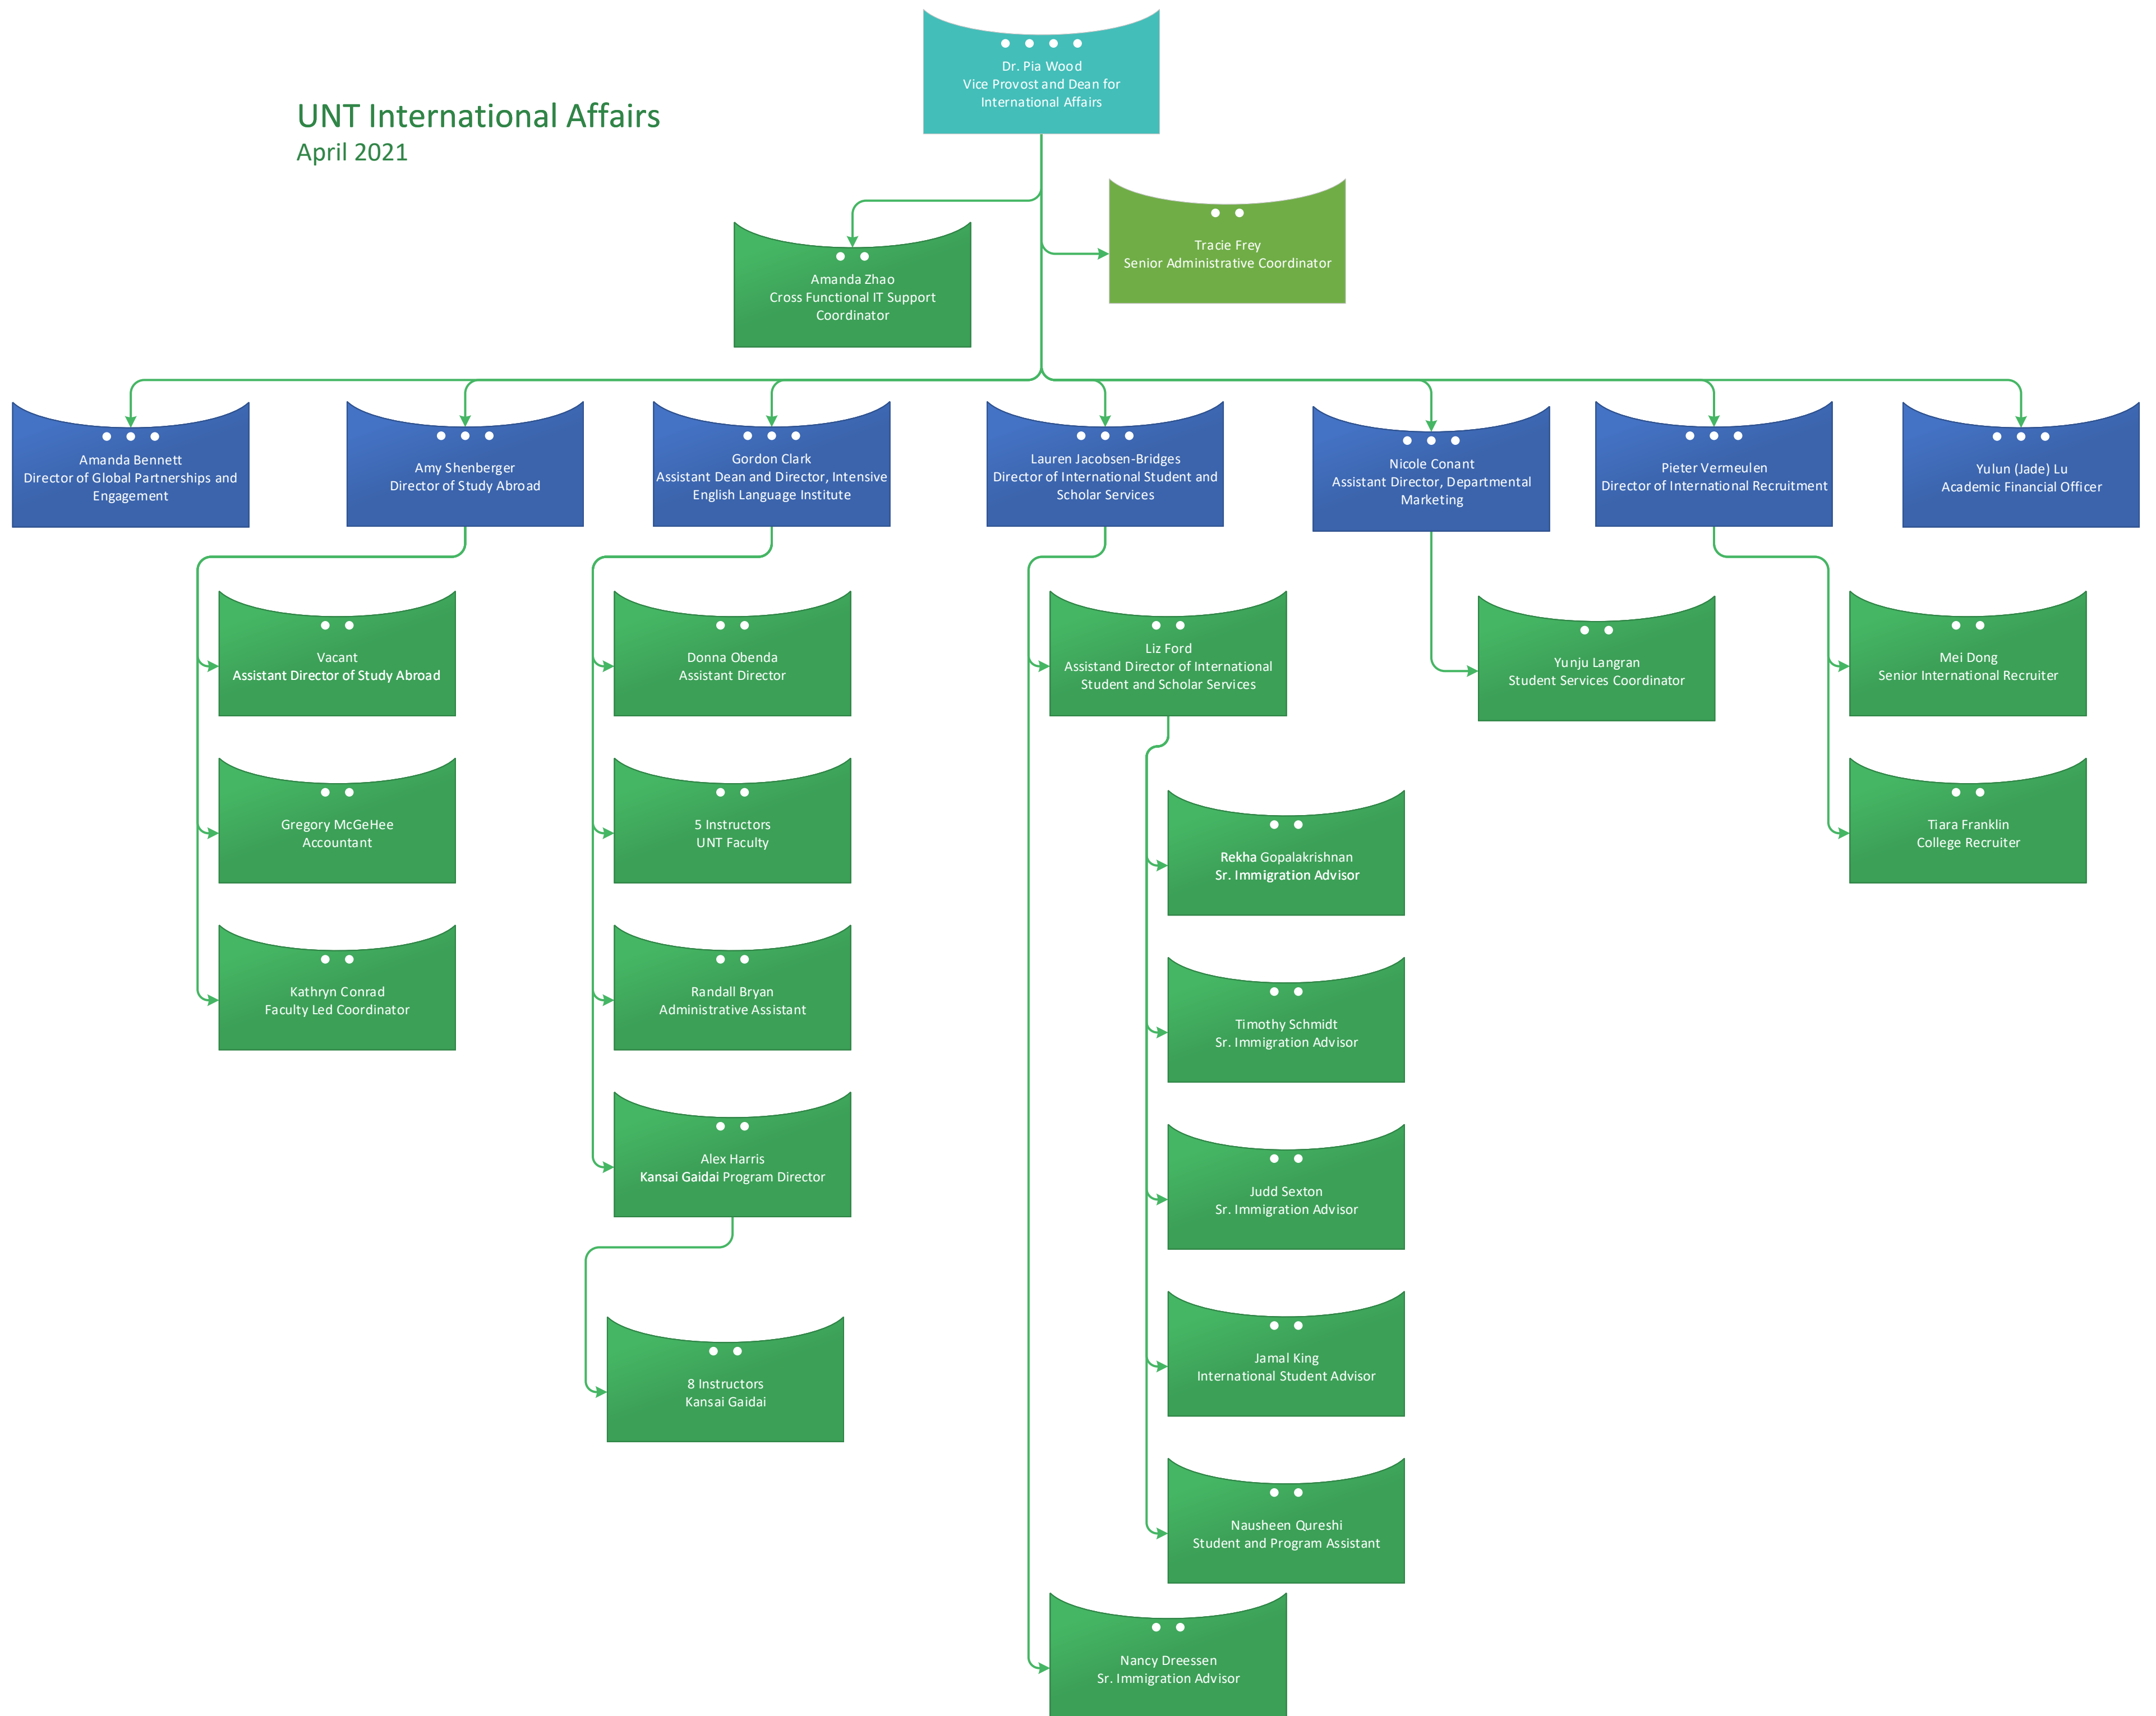 UNT International Affairs
April 2021
Dr. Pia Wood
Vice Provost and Dean for
International Affairs
Tracie Frey
Senior Administrative Coordinator
Amanda Zhao
Cross Functional IT Support
Coordinator
Amanda Bennett
Director of Global Partnerships and
Engagement
Amy Shenberger
Director of Study Abroad
Gordon Clark
Assistant Dean and Director, Intensive
English Language Institute
Lauren Jacobsen-Bridges
Director of International Student and
Scholar Services
Nicole Conant
Assistant Director, Departmental
Marketing
Pieter Vermeulen
Director of International Recruitment
Yulun (Jade) Lu
Academic Financial Officer
Vacant
Assistant Director of Study Abroad
Gregory McGeHee
Accountant
Kathryn Conrad
Faculty Led Coordinator
Donna Obenda
Assistant Director
5 Instructors
UNT Faculty
Randall Bryan
Administrative Assistant
Alex Harris
Kansai Gaidai Program Director
8 Instructors
Kansai Gaidai
Liz Ford
Assistand Director of International
Student and Scholar Services
Rekha Gopalakrishnan
Sr. Immigration Advisor
Timothy Schmidt
Sr. Immigration Advisor
Judd Sexton
Sr. Immigration Advisor
Jamal King
International Student Advisor
Nausheen Qureshi
Student and Program Assistant
Nancy Dreessen
Sr. Immigration Advisor
Yunju Langran
Student Services Coordinator
Mei Dong
Senior International Recruiter
Tiara Franklin
College Recruiter